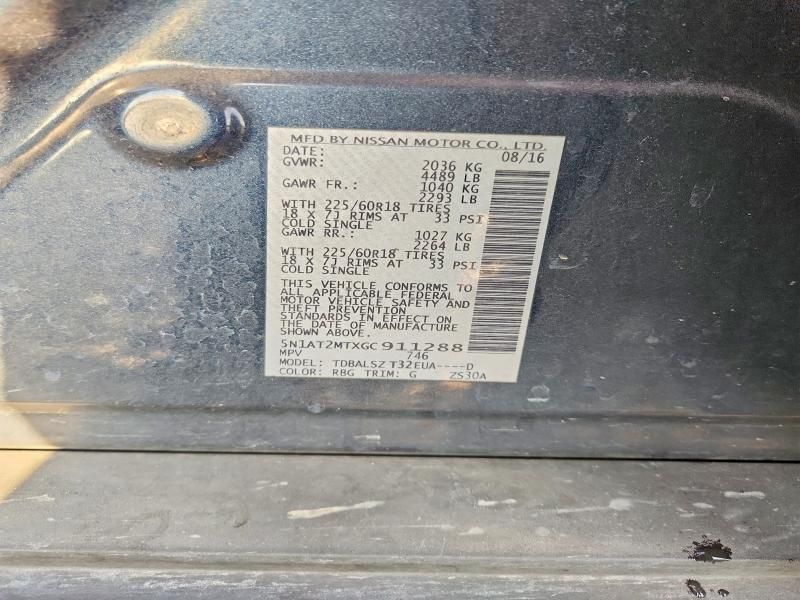 MFD BY NISSAN MOTOR CO., LTD.
DATE: 08/16
GVWR: 2036 KG
4489 LB
GAWR FR.: 1040 KG
2293 LB
WITH 225/60R18 TIRES
18 X 7J RIMS AT 33 PSI
COLD SINGLE
GAWR RR.: 1027 KG
2264 LB
WITH 225/60R18 TIRES
18 X 7J RIMS AT 33 PSI
COLD SINGLE
THIS VEHICLE CONFORMS TO
ALL APPLICABLE FEDERAL
MOTOR VEHICLE SAFETY AND
THEFT PREVENTION
STANDARDS IN EFFECT ON
THE DATE OF MANUFACTURE
SHOWN ABOVE.
5N1AT2MTXGC911288
MPV 746
MODEL: TDBALSZ T32EUA----D
COLOR: RBG TRIM: G ZS30A